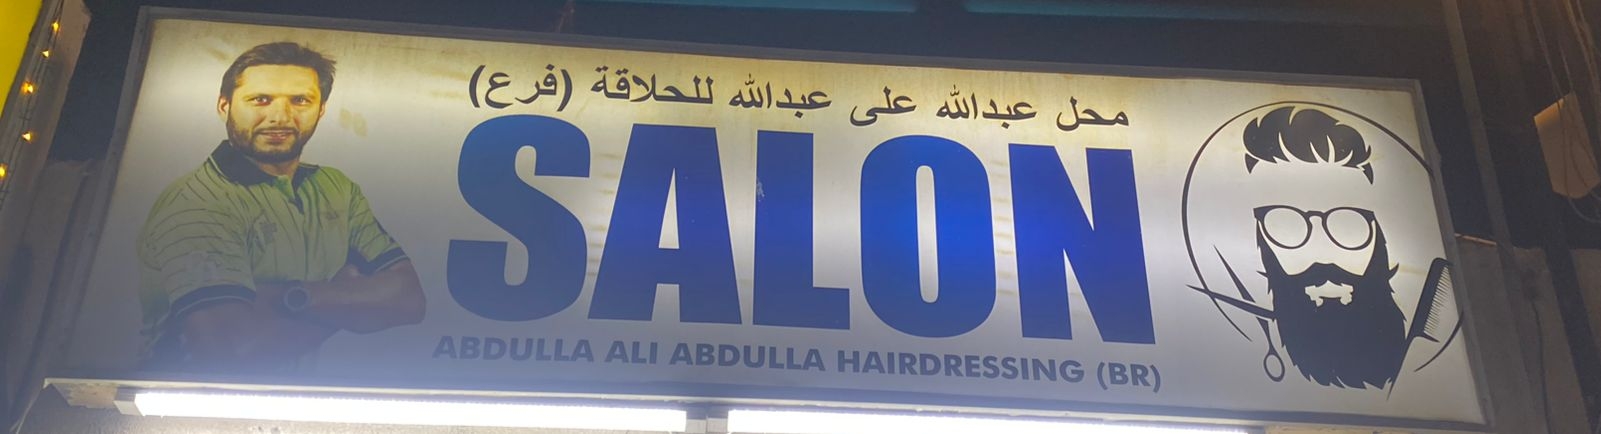 محل عبدالله على عبدالله للحلاقة (فرع)
SALON
ABDULLA ALI ABDULLA HAIRDRESSING (BR)